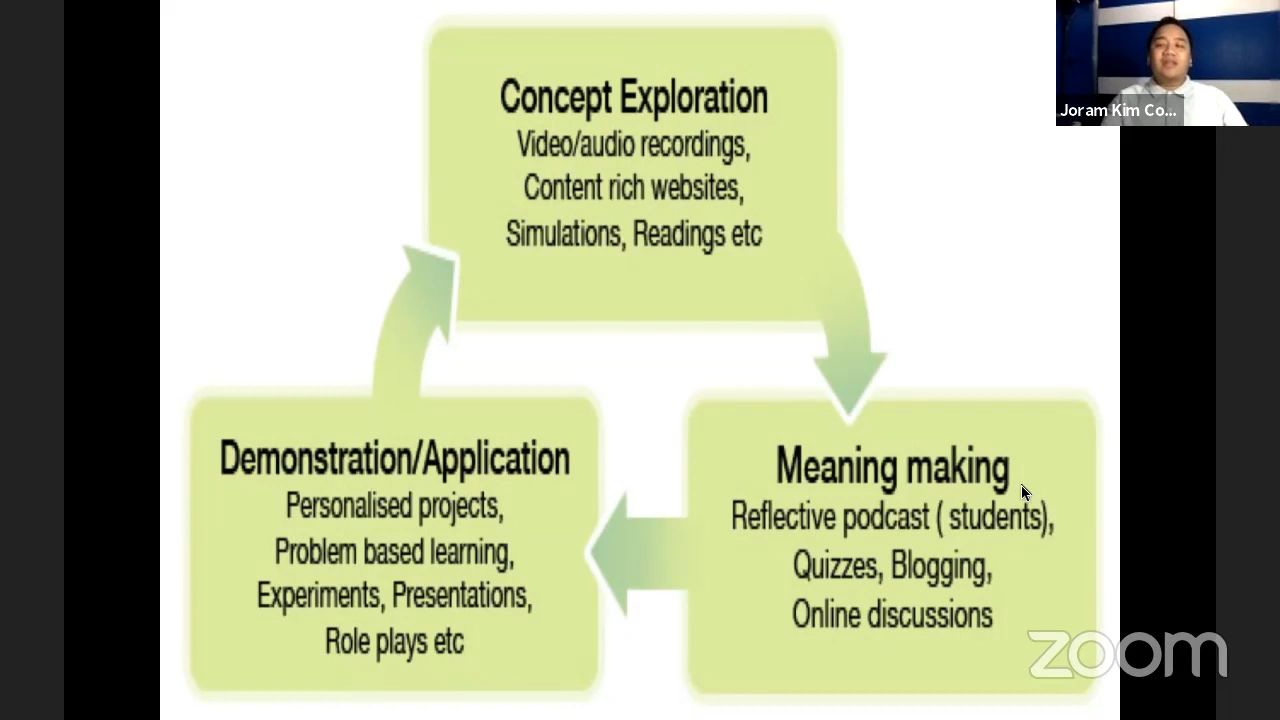 Concept Exploration
Video/audio recordings,
Content rich websites,
Simulations, Readings etc
Joram Kim Co...
Demonstration/Application
Personalised projects,
Problem based learning,
Experiments, Presentations,
Role plays etc
Meaning making
Reflective podcast ( students),
Quizzes, Blogging,
Online discussions
zoom